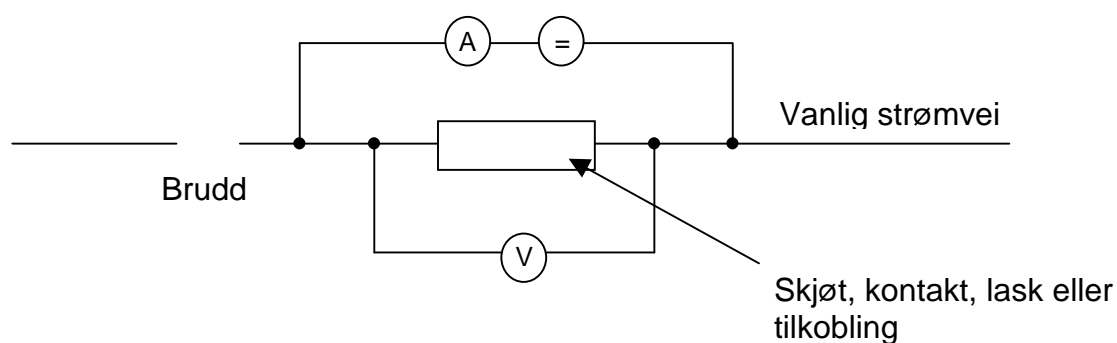 A
=
Vanlig strømvei
Brudd
V
Skjøt, kontakt, lask eller
tilkobling